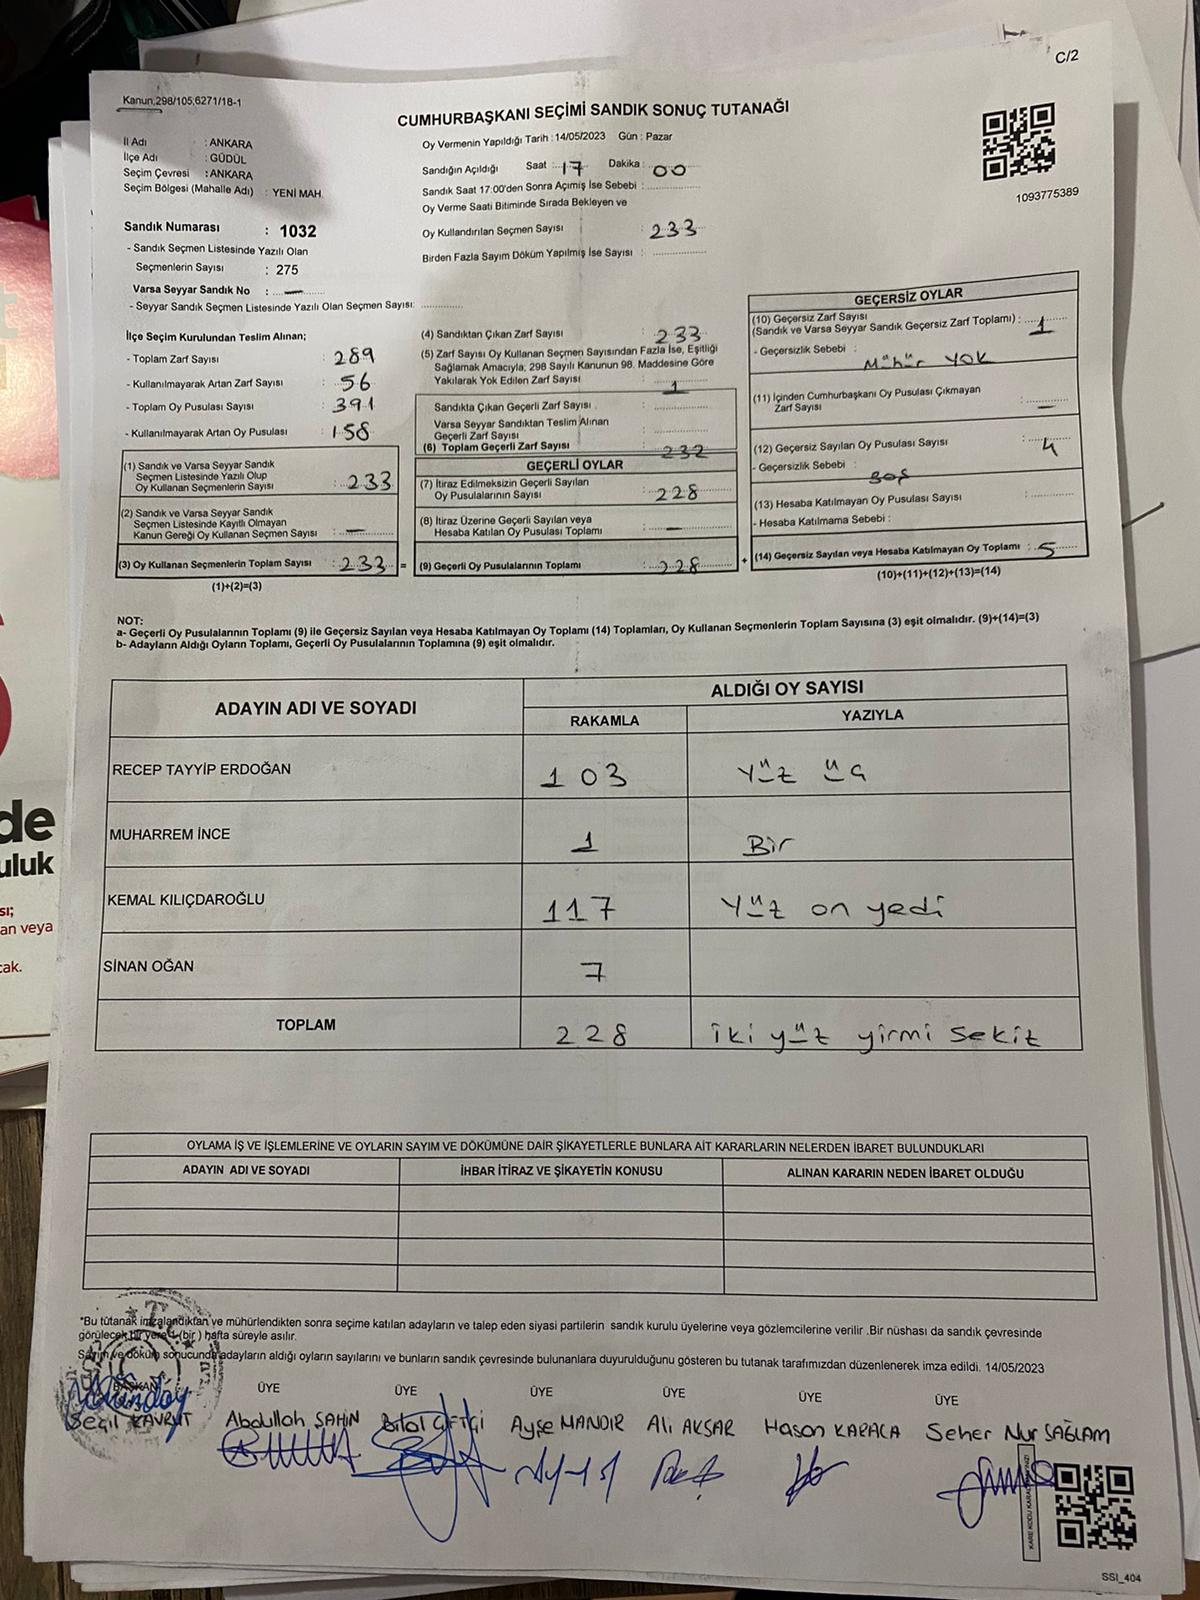 C/2
Kanun,298/105,6271/18-1
CUMHURBAŞKANI SEÇİMİ SANDIK SONUÇ TUTANAĞI
İl Adı : ANKARA
İlçe Adı : GÜDÜL
Seçim Çevresi : ANKARA
Seçim Bölgesi (Mahalle Adı) : YENİ MAH.
Oy Vermenin Yapıldığı Tarih : 14/05/2023 Gün : Pazar
Sandığın Açıldığı Saat : 17 Dakika : 00
Sandık Saat 17:00'den Sonra Açımış İse Sebebi :
Oy Verme Saati Bitiminde Sırada Bekleyen ve
Oy Kullandırılan Seçmen Sayısı : 233
Birden Fazla Sayım Döküm Yapılmış İse Sayısı :
1093775389
Sandık Numarası : 1032
- Sandık Seçmen Listesinde Yazılı Olan
Seçmenlerin Sayısı : 275
Varsa Seyyar Sandık No : —
- Seyyar Sandık Seçmen Listesinde Yazılı Olan Seçmen Sayısı:
İlçe Seçim Kurulundan Teslim Alınan;
- Toplam Zarf Sayısı : 289
- Kullanılmayarak Artan Zarf Sayısı : 56
- Toplam Oy Pusulası Sayısı : 391
- Kullanılmayarak Artan Oy Pusulası : 158
(1) Sandık ve Varsa Seyyar Sandık
Seçmen Listesinde Yazılı Olup
Oy Kullanan Seçmenlerin Sayısı : 233
(2) Sandık ve Varsa Seyyar Sandık
Seçmen Listesinde Kayıtlı Olmayan
Kanun Gereği Oy Kullanan Seçmen Sayısı : —
(3) Oy Kullanan Seçmenlerin Toplam Sayısı : 233 =
(1)+(2)=(3)
(4) Sandıktan Çıkan Zarf Sayısı : 233
(5) Zarf Sayısı Oy Kullanan Seçmen Sayısından Fazla İse, Eşitliği
Sağlamak Amacıyla; 298 Sayılı Kanunun 98. Maddesine Göre
Yakılarak Yok Edilen Zarf Sayısı : 1
Sandıkta Çıkan Geçerli Zarf Sayısı :
Varsa Seyyar Sandıktan Teslim Alınan
Geçerli Zarf Sayısı :
(6) Toplam Geçerli Zarf Sayısı : 232
GEÇERLİ OYLAR
(7) İtiraz Edilmeksizin Geçerli Sayılan
Oy Pusulalarının Sayısı : 228
(8) İtiraz Üzerine Geçerli Sayılan veya
Hesaba Katılan Oy Pusulası Toplamı : —
(9) Geçerli Oy Pusulalarının Toplamı : 228 +
GEÇERSİZ OYLAR
(10) Geçersiz Zarf Sayısı
(Sandık ve Varsa Seyyar Sandık Geçersiz Zarf Toplamı) : 1
- Geçersizlik Sebebi : Mühür YOK
(11) İçinden Cumhurbaşkanı Oy Pusulası Çıkmayan
Zarf Sayısı : —
(12) Geçersiz Sayılan Oy Pusulası Sayısı : 4
- Geçersizlik Sebebi : BOŞ
(13) Hesaba Katılmayan Oy Pusulası Sayısı :
- Hesaba Katılmama Sebebi :
(14) Geçersiz Sayılan veya Hesaba Katılmayan Oy Toplamı : 5
(10)+(11)+(12)+(13)=(14)
NOT:
a- Geçerli Oy Pusulalarının Toplamı (9) ile Geçersiz Sayılan veya Hesaba Katılmayan Oy Toplamı (14) Toplamları, Oy Kullanan Seçmenlerin Toplam Sayısına (3) eşit olmalıdır. (9)+(14)=(3)
b- Adayların Aldığı Oyların Toplamı, Geçerli Oy Pusulalarının Toplamına (9) eşit olmalıdır.
ADAYIN ADI VE SOYADI
ALDIĞI OY SAYISI
RAKAMLA YAZIYLA
RECEP TAYYİP ERDOĞAN 103 Yüz üç
MUHARREM İNCE 1 Bir
KEMAL KILIÇDAROĞLU 117 Yüz on yedi
SİNAN OĞAN 7
TOPLAM 228 iki yüz yirmi sekiz
OYLAMA İŞ VE İŞLEMLERİNE VE OYLARIN SAYIM VE DÖKÜMÜNE DAİR ŞİKAYETLERLE BUNLARA AİT KARARLARIN NELERDEN İBARET BULUNDUKLARI
ADAYIN ADI VE SOYADI İHBAR İTİRAZ VE ŞİKAYETİN KONUSU ALINAN KARARIN NEDEN İBARET OLDUĞU
*Bu tutanak imzalandıktan ve mühürlendikten sonra seçime katılan adayların ve talep eden siyasi partilerin sandık kurulu üyelerine veya gözlemcilerine verilir .Bir nüshası da sandık çevresinde
görülecek bir yere 1 (bir ) hafta süreyle asılır.
Sayım ve döküm sonucunda adayların aldığı oyların sayılarını ve bunların sandık çevresinde bulunanlara duyurulduğunu gösteren bu tutanak tarafımızdan düzenlenerek imza edildi. 14/05/2023
BAŞKAN ÜYE ÜYE ÜYE ÜYE ÜYE ÜYE
Seçil KAVRUT Abdullah ŞAHİN Bilal ÇİFTÇİ Ayşe MANDIR Ali AKŞAR Hasan KARACA Seher Nur SAĞLAM
SSI_404
de
uluk
sı;
an veya
cak.